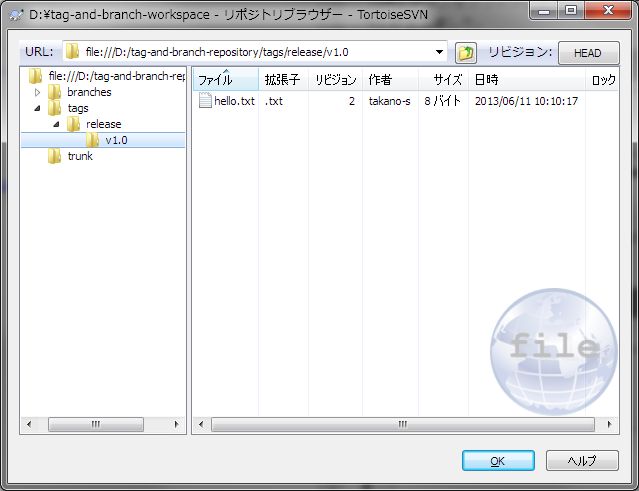 D:¥tag-and-branch-workspace - リポジトリブラウザー - TortoiseSVN
URL: file:///D:/tag-and-branch-repository/tags/release/v1.0 リビジョン: HEAD
file:///D:/tag-and-branch-rep
branches
tags
release
v1.0
trunk
ファイル 拡張子 リビジョン 作者 サイズ 日時 ロック
hello.txt .txt 2 takano-s 8 バイト 2013/06/11 10:10:17
file
OK ヘルプ